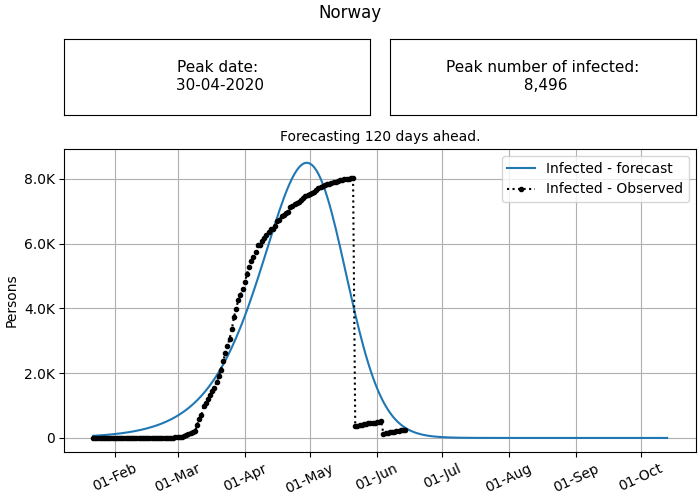 Norway
Peak date:
30-04-2020
Peak number of infected:
8,496
Forecasting 120 days ahead.
Infected - forecast
Infected - Observed
Persons
8.0K
6.0K
4.0K
2.0K
0
01-Feb
01-Mar
01-Apr
01-May
01-Jun
01-Jul
01-Aug
01-Sep
01-Oct